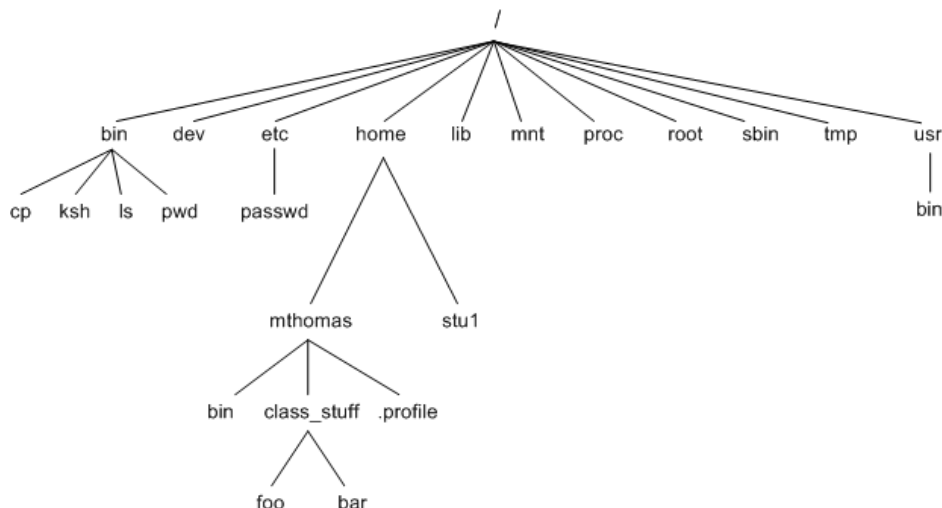 /
bin dev etc home lib mnt proc root sbin tmp usr
cp ksh ls pwd passwd bin
mthomas stu1
bin class_stuff .profile
foo bar